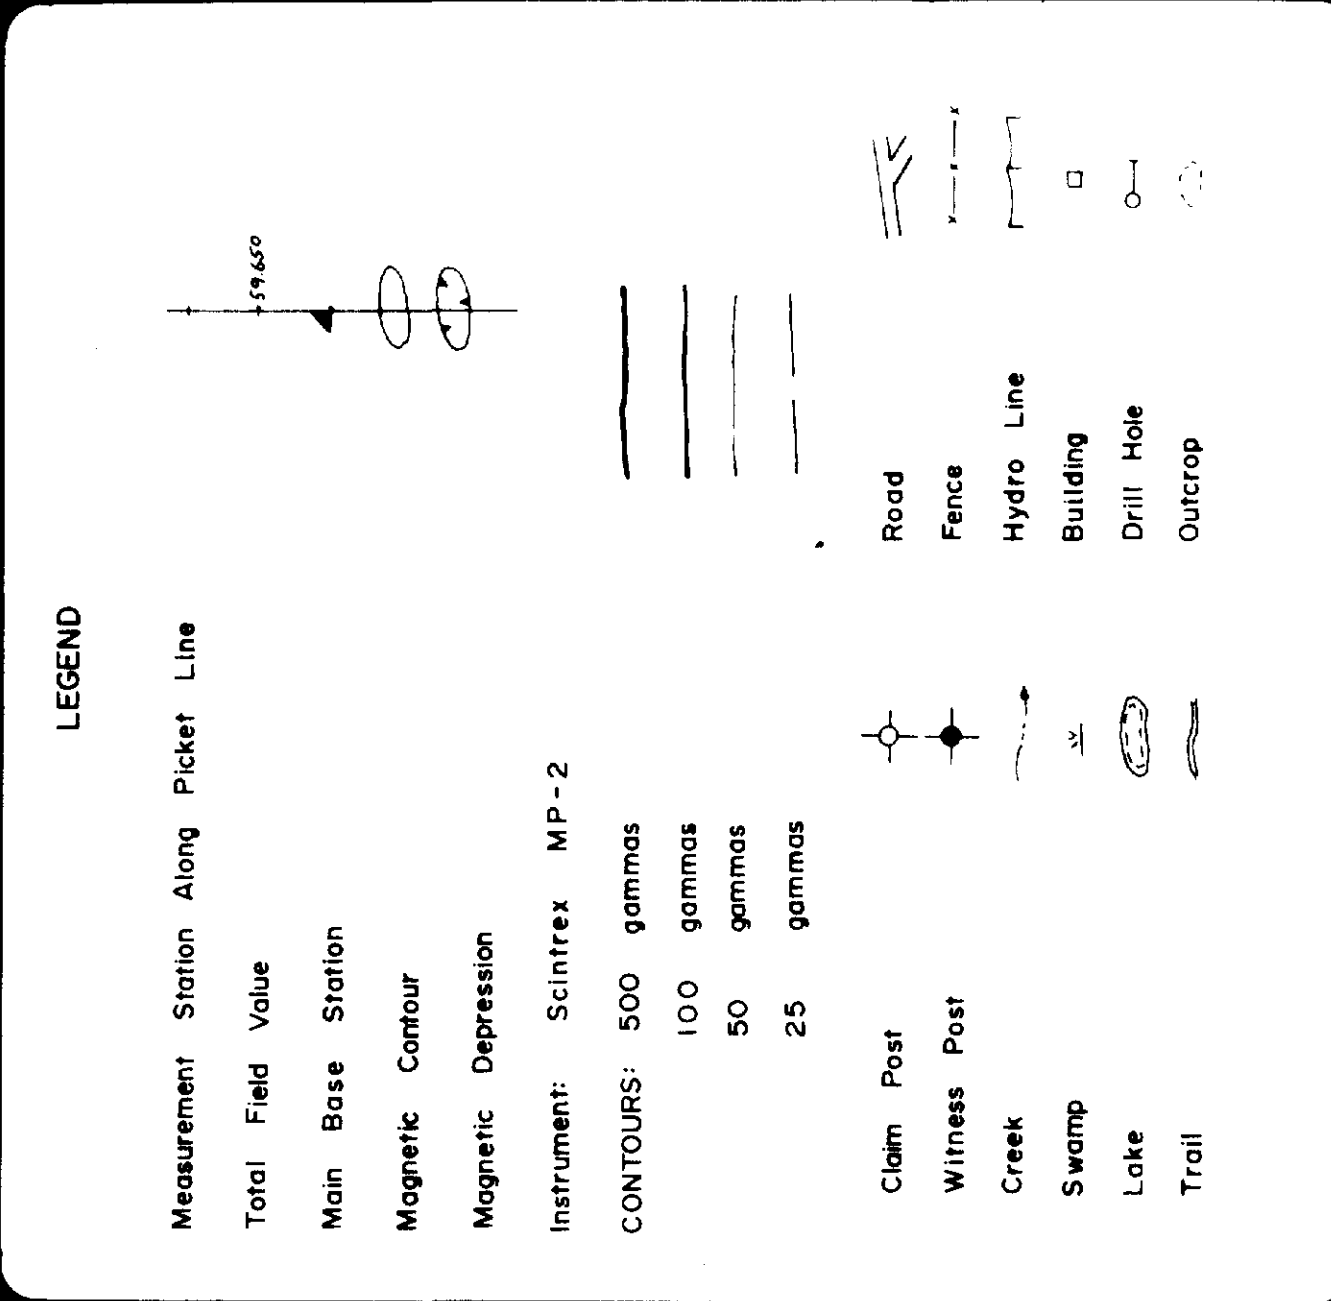 LEGEND
Measurement Station Along Picket Line
Total Field Value 59.650
Main Base Station
Magnetic Contour
Magnetic Depression
Instrument: Scintrex MP-2
CONTOURS: 500 gammas
100 gammas
50 gammas
25 gammas
Claim Post Road
Witness Post Fence
Creek Hydro Line
Swamp Building
Lake Drill Hole
Trail Outcrop